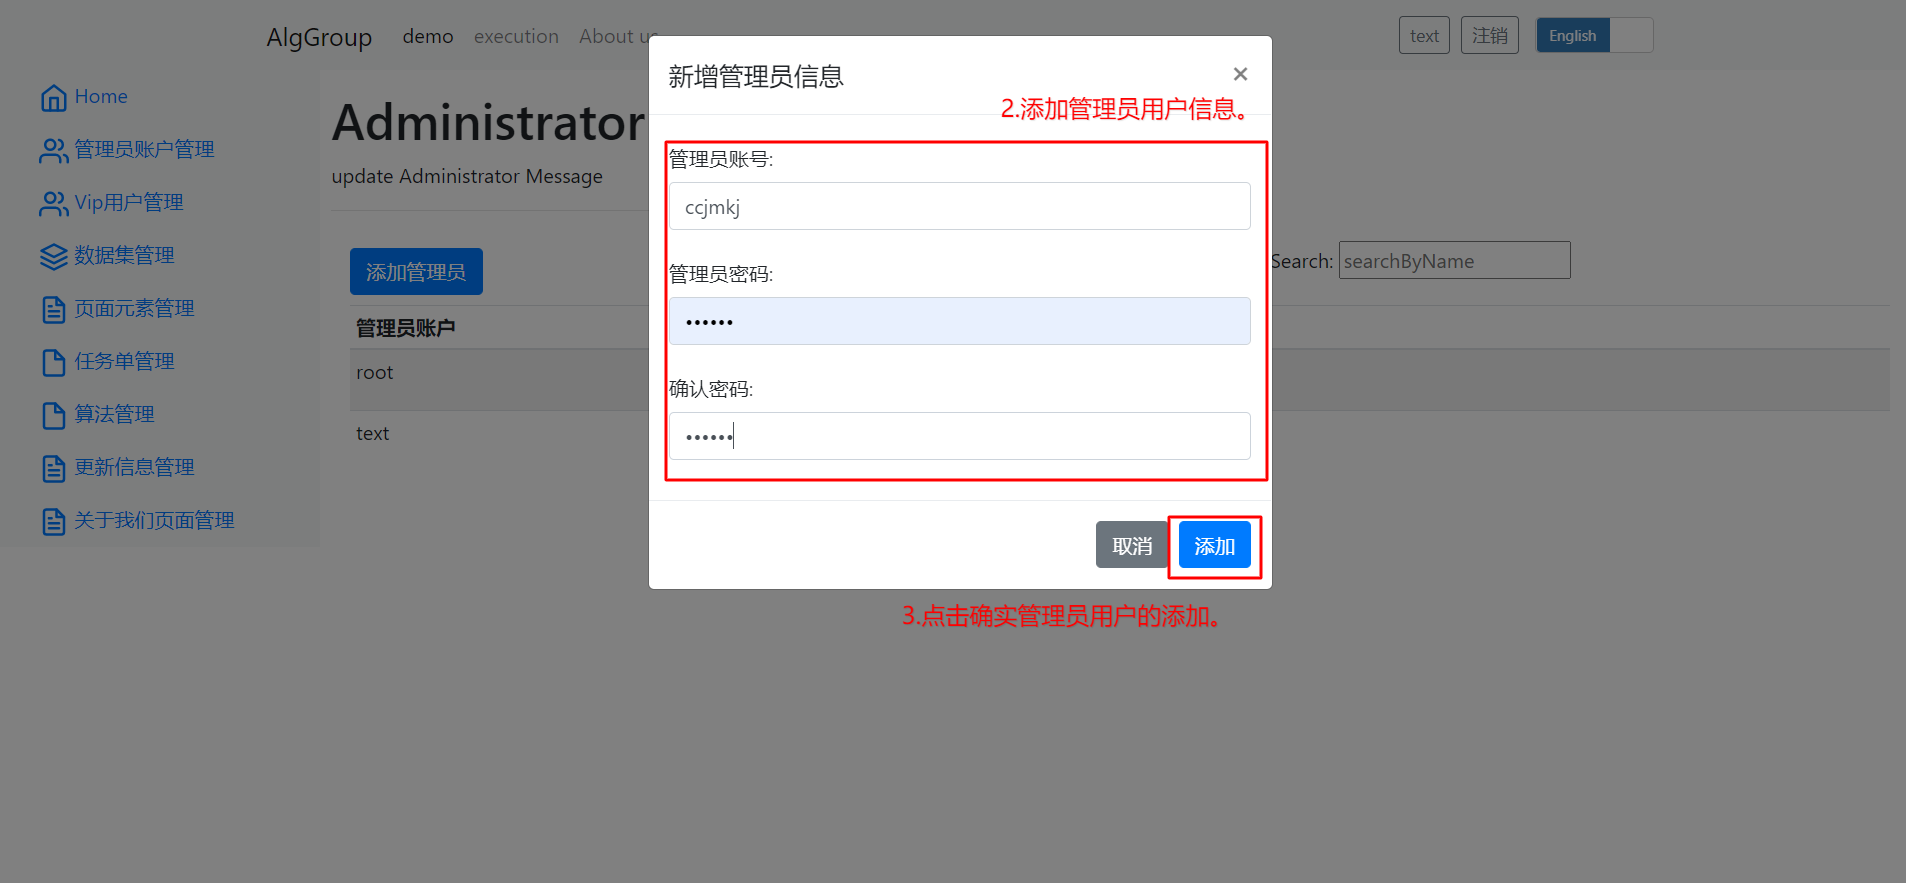 AlgGroup demo execution About us
text 注销 English
Home
管理员账户管理
Vip用户管理
数据集管理
页面元素管理
任务单管理
算法管理
更新信息管理
关于我们页面管理
Administrator
update Administrator Message
添加管理员
Search: searchByName
管理员账户
root
text
新增管理员信息 ×
2.添加管理员用户信息。
管理员账号:
ccjmkj
管理员密码:
••••••
确认密码:
••••••
取消 添加
3.点击确实管理员用户的添加。